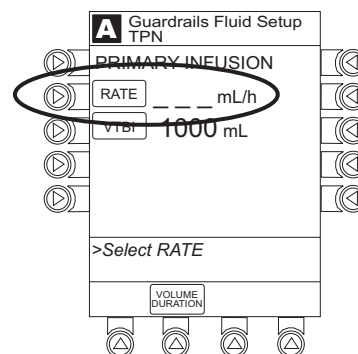 A Guardrails Fluid Setup
TPN
PRIMARY INFUSION
RATE _ _ _ mL/h
VTBI 1000 mL
>Select RATE
VOLUME
DURATION